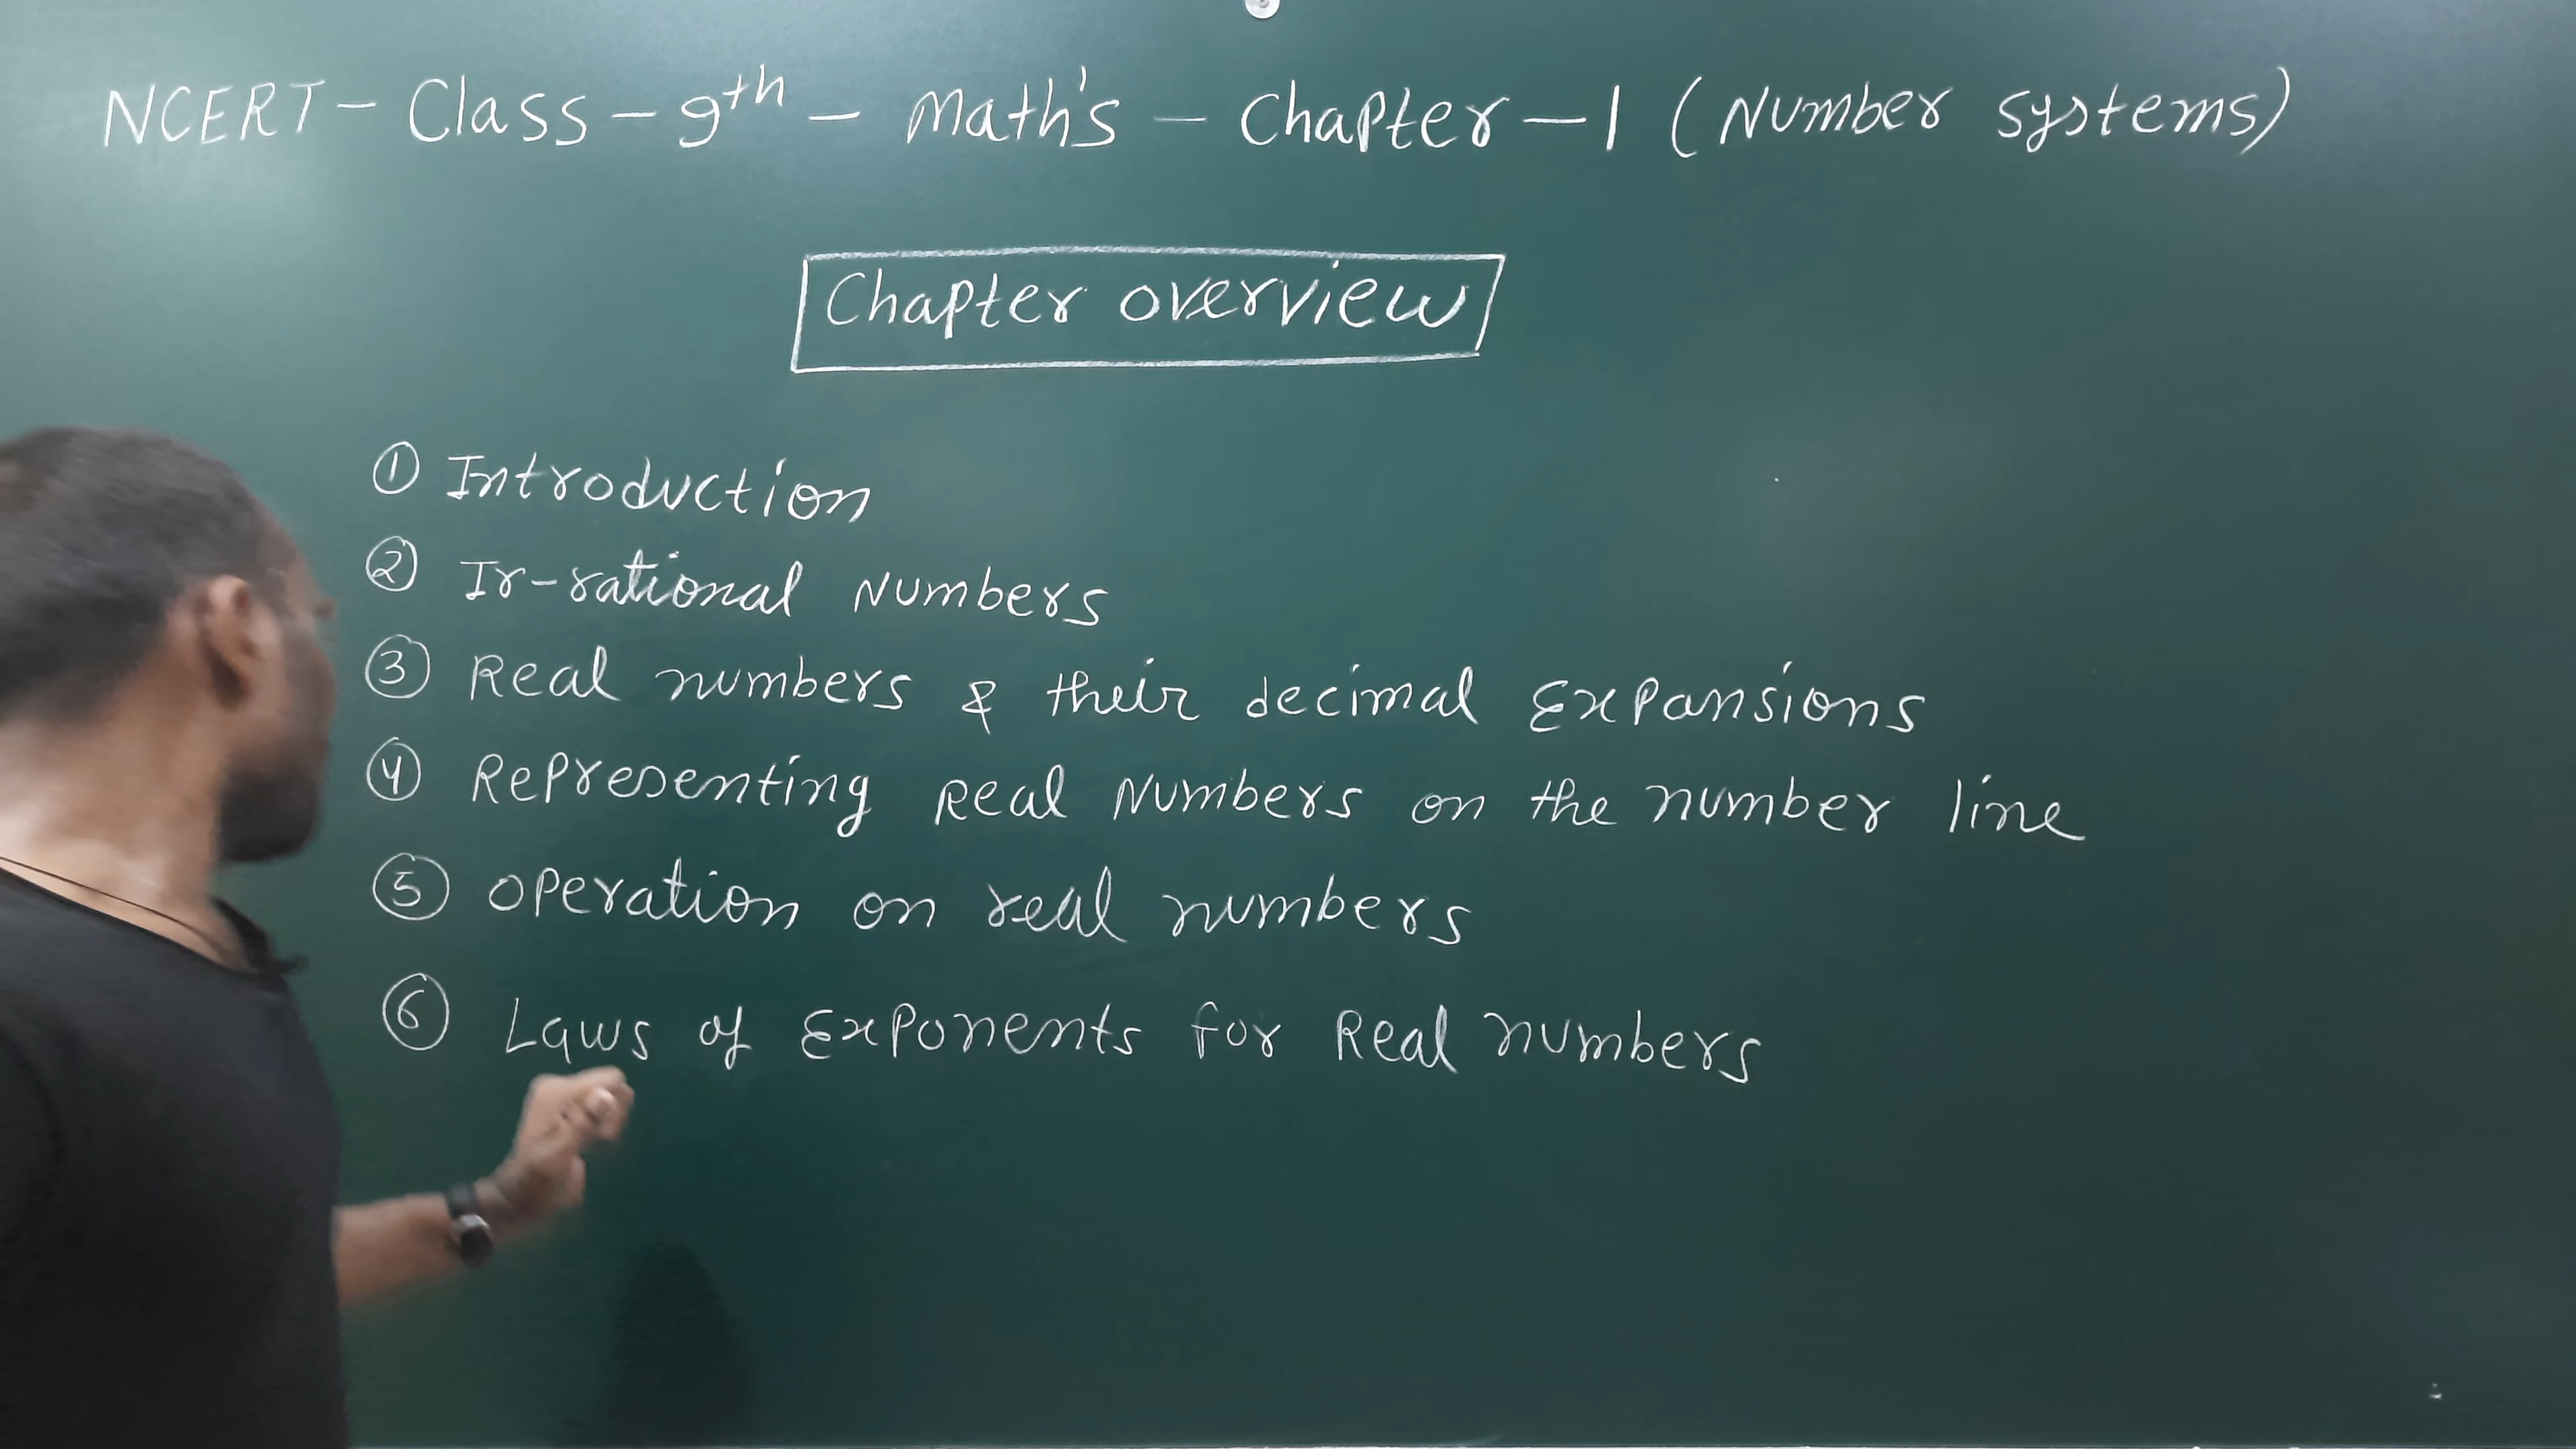 NCERT - Class - 9th - Math's - Chapter - 1 (Number systems)
Chapter overview
① Introduction
② Ir-rational Numbers
③ Real numbers & their decimal Expansions
④ Representing Real Numbers on the number line
⑤ Operation on real numbers
⑥ Laws of Exponents for Real numbers